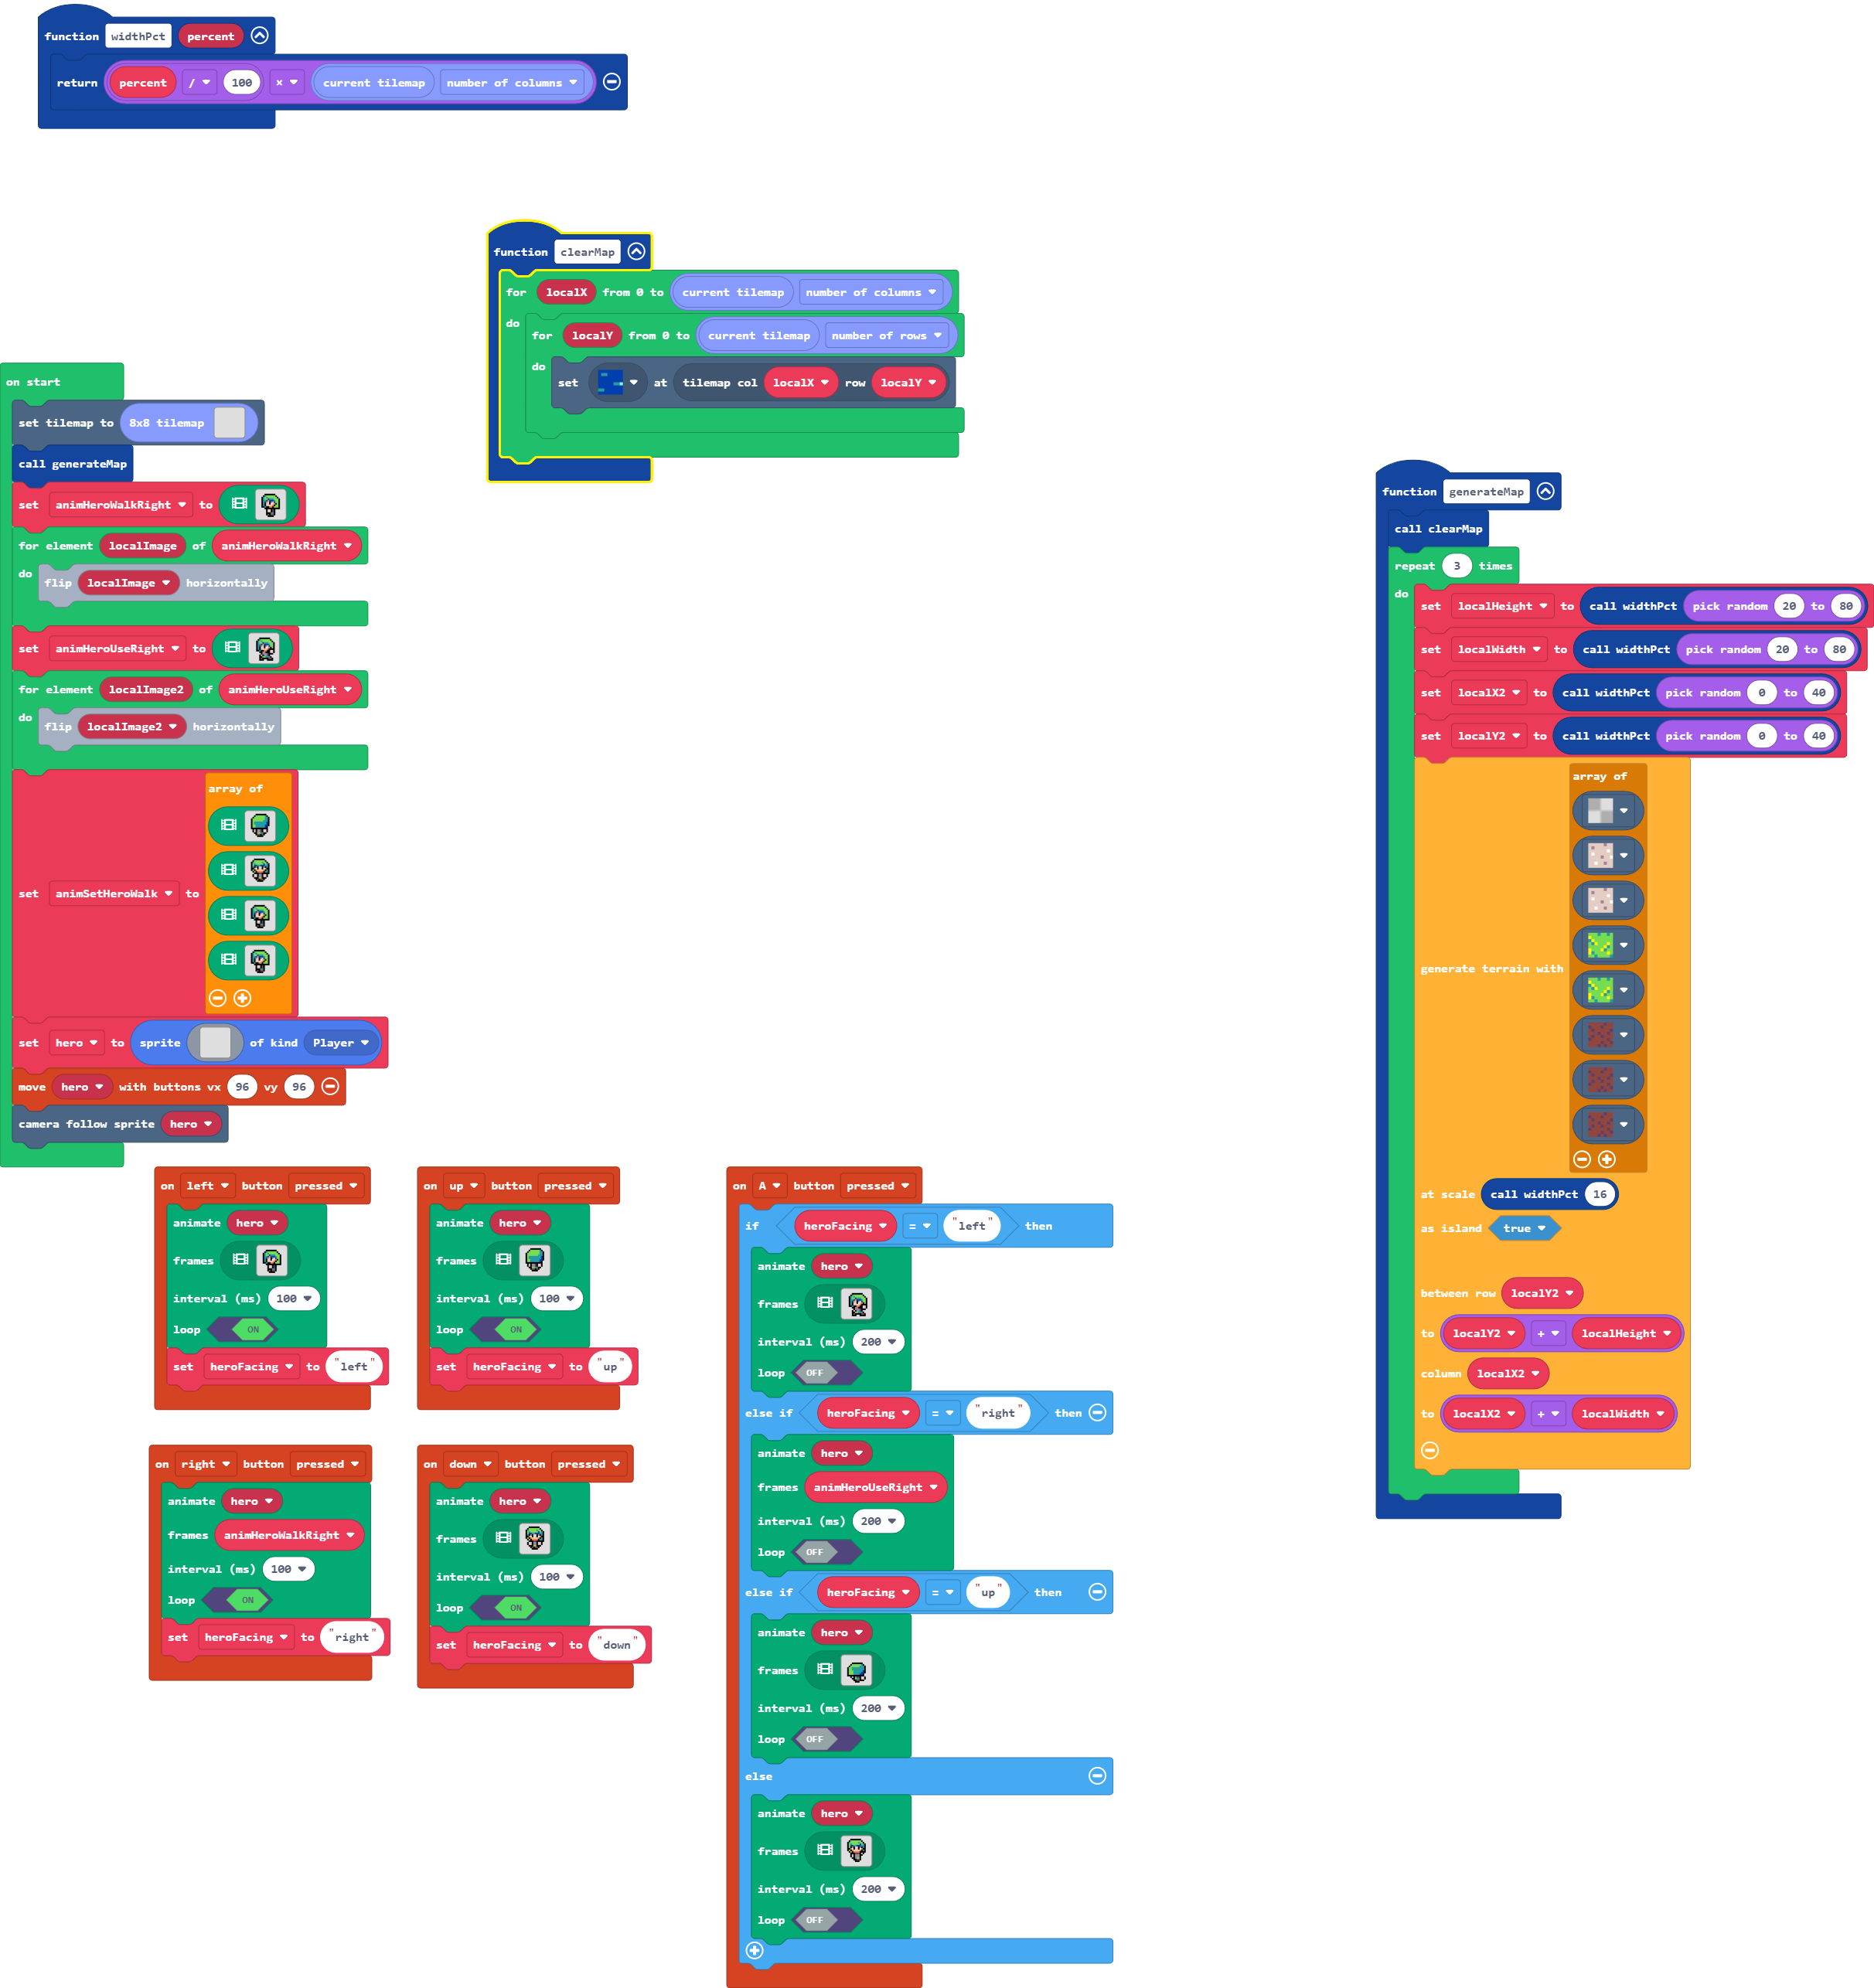 function widthPct percent
return percent / 100 × current tilemap number of columns
function clearMap
for localX from 0 to current tilemap number of columns
do
for localY from 0 to current tilemap number of rows
do
set at tilemap col localX row localY
on start
set tilemap to 8x8 tilemap
call generateMap
set animHeroWalkRight to
for element localImage of animHeroWalkRight
do
flip localImage horizontally
set animHeroUseRight to
for element localImage2 of animHeroUseRight
do
flip localImage2 horizontally
array of
set animSetHeroWalk to
set hero to sprite of kind Player
move hero with buttons vx 96 vy 96
camera follow sprite hero
function generateMap
call clearMap
repeat 3 times
do
set localHeight to call widthPct pick random 20 to 80
set localWidth to call widthPct pick random 20 to 80
set localX2 to call widthPct pick random 0 to 40
set localY2 to call widthPct pick random 0 to 40
array of
generate terrain with
at scale call widthPct 16
as island true
between row localY2
to localY2 + localHeight
column localX2
to localX2 + localWidth
on left button pressed
animate hero
frames
interval (ms) 100
loop ON
set heroFacing to "left"
on up button pressed
animate hero
frames
interval (ms) 100
loop ON
set heroFacing to "up"
on right button pressed
animate hero
frames animHeroWalkRight
interval (ms) 100
loop ON
set heroFacing to "right"
on down button pressed
animate hero
frames
interval (ms) 100
loop ON
set heroFacing to "down"
on A button pressed
if heroFacing = "left" then
animate hero
frames
interval (ms) 200
loop OFF
else if heroFacing = "right" then
animate hero
frames animHeroUseRight
interval (ms) 200
loop OFF
else if heroFacing = "up" then
animate hero
frames
interval (ms) 200
loop OFF
else
animate hero
frames
interval (ms) 200
loop OFF